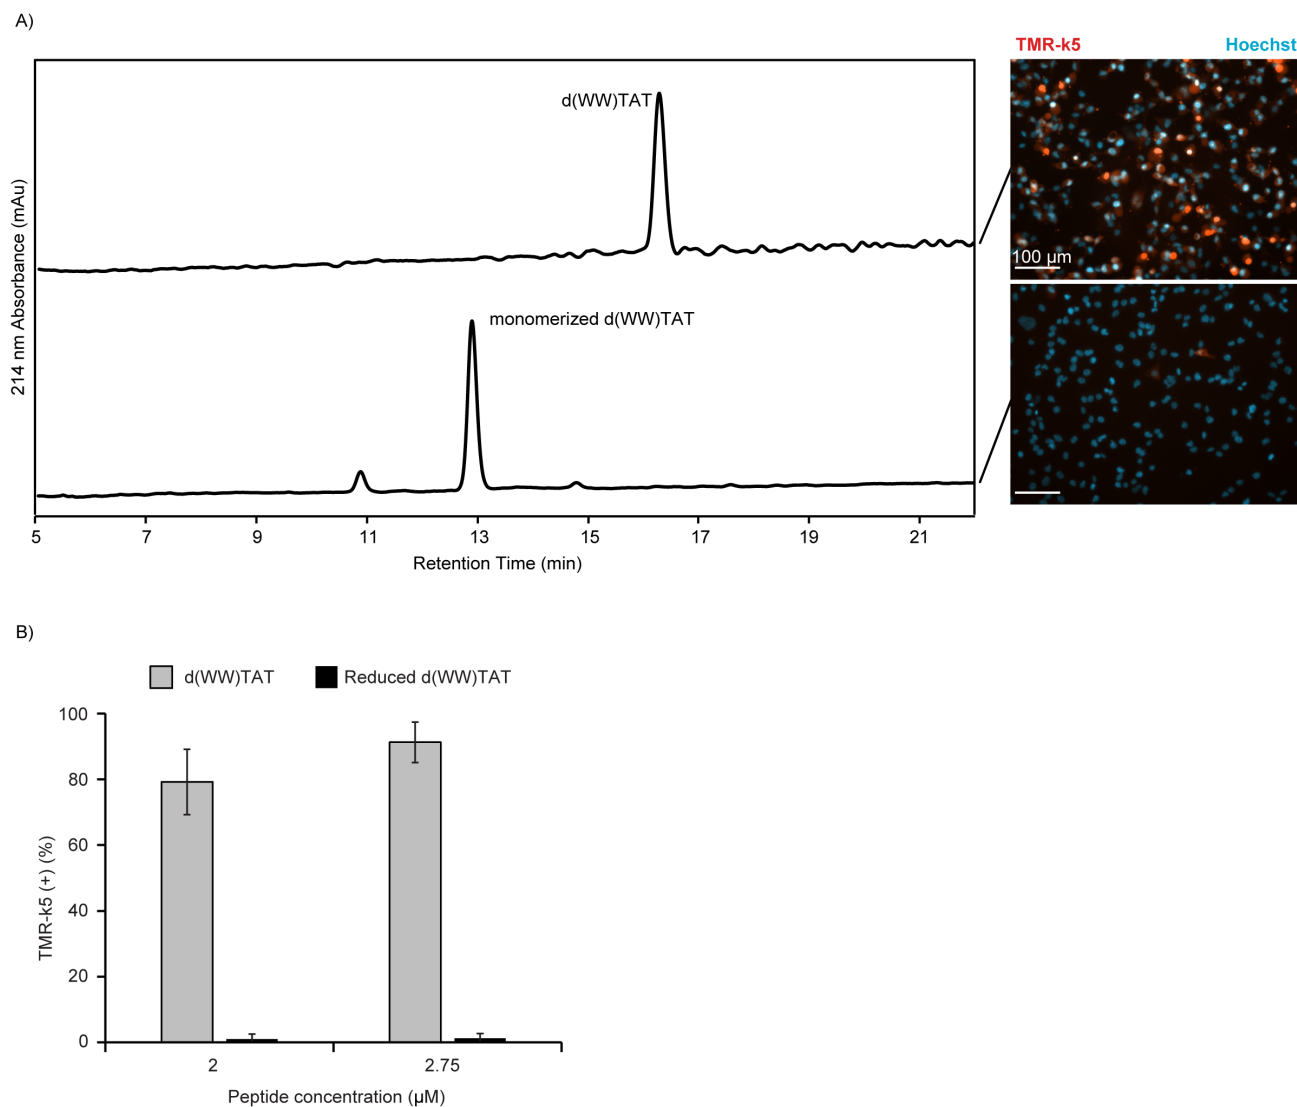 A)
TMR-k5 Hoechst
d(WW)TAT
monomerized d(WW)TAT
214 nm Absorbance (mAu)
100 µm
5 7 9 11 13 15 17 19 21
Retention Time (min)
B)
d(WW)TAT Reduced d(WW)TAT
100
80
60
40
20
0
TMR-k5 (+) (%)
2 2.75
Peptide concentration (µM)